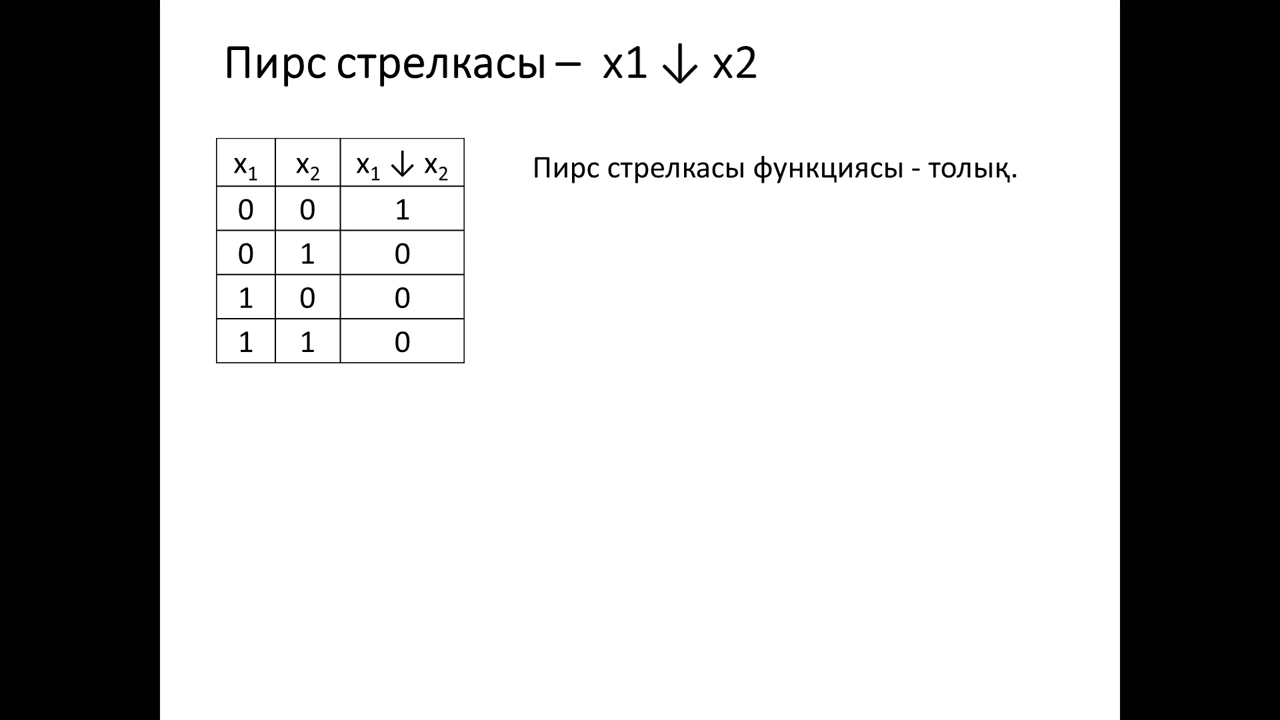 Пирс стрелкасы – x1 ↓ x2
x₁ x₂ x₁ ↓ x₂
0 0 1
0 1 0
1 0 0
1 1 0
Пирс стрелкасы функциясы - толық.